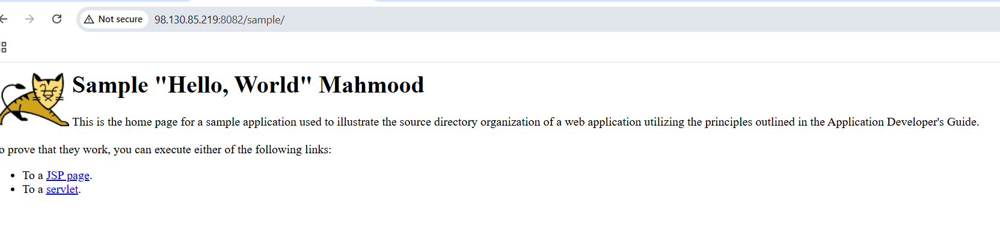 Not secure 98.130.85.219:8082/sample/
Sample "Hello, World" Mahmood
This is the home page for a sample application used to illustrate the source directory organization of a web application utilizing the principles outlined in the Application Developer's Guide.
o prove that they work, you can execute either of the following links:
• To a JSP page.
• To a servlet.